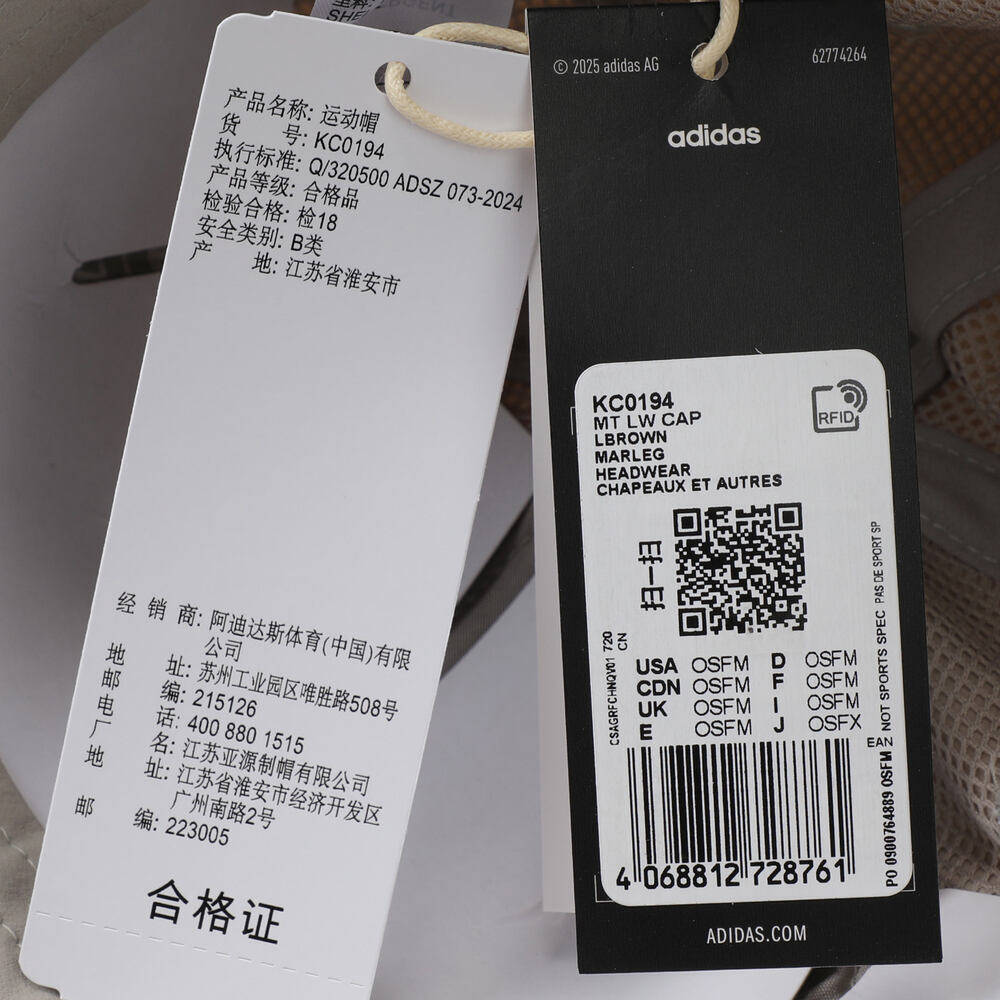 产品名称: 运动帽
货 号: KC0194
执行标准: Q/320500 ADSZ 073-2024
产品等级: 合格品
检验合格: 检18
安全类别: B类
产 地: 江苏省淮安市
经 销 商: 阿迪达斯体育(中国)有限
公司
地 址: 苏州工业园区唯胜路508号
邮 编: 215126
电 话: 400 880 1515
厂 名: 江苏亚源制帽有限公司
地 址: 江苏省淮安市经济开发区
广州南路2号
邮 编: 223005
合格证
© 2025 adidas AG
62774264
adidas
KC0194
MT LW CAP
LBROWN
MARLEG
HEADWEAR
CHAPEAUX ET AUTRES
RFID
扫一扫
CSAGRFCHNQV01 720
CN
USA OSFM D OSFM
CDN OSFM F OSFM
UK OSFM I OSFM
E OSFM J OSFX
EAN
PO 0900764889 OSFM NOT SPORTS SPEC PAS DE SPORT SP
4 068812 728761
ADIDAS.COM